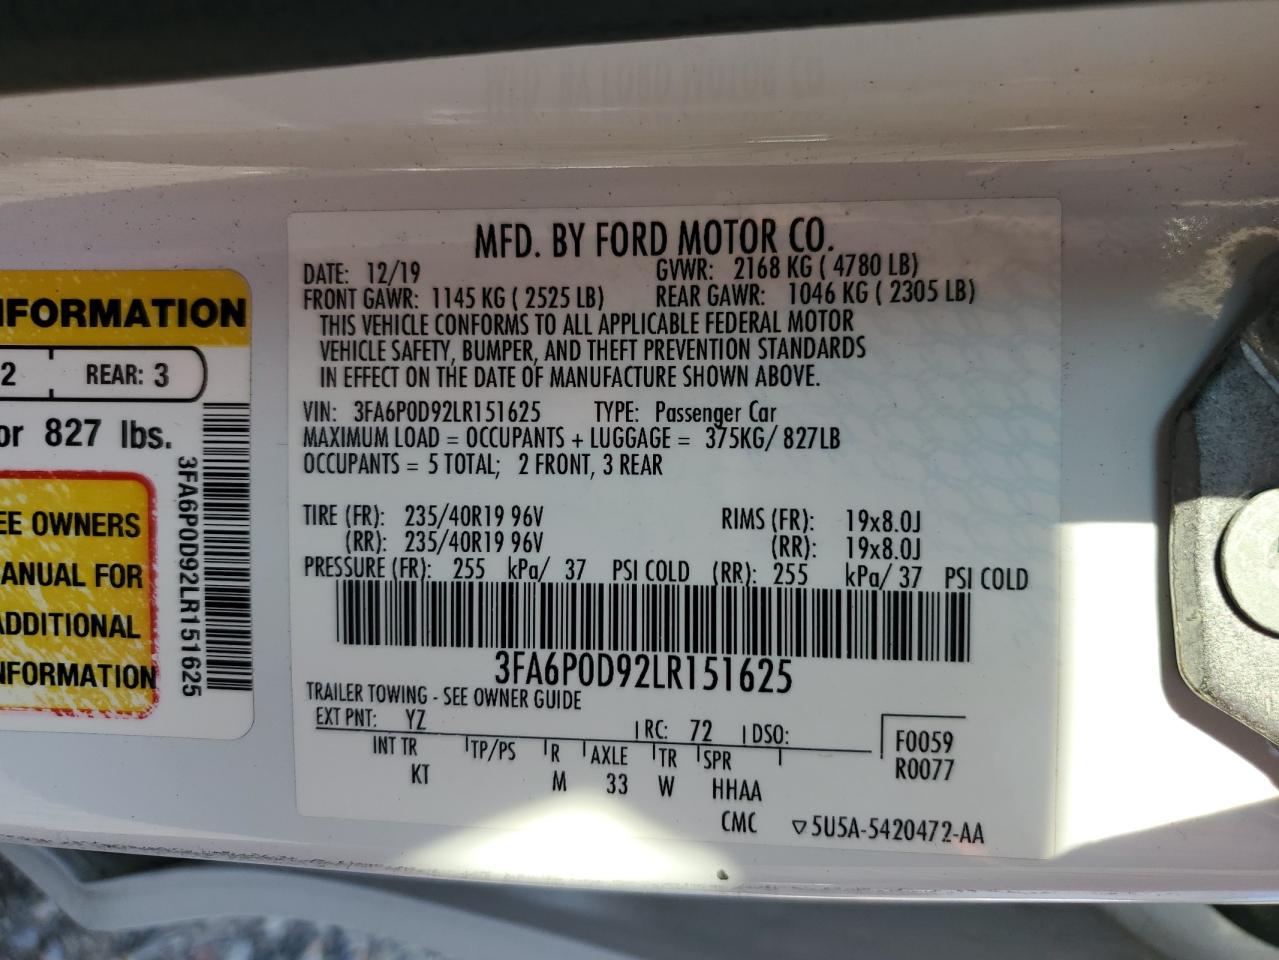 MFD. BY FORD MOTOR CO.
DATE: 12/19 GVWR: 2168 KG ( 4780 LB)
FRONT GAWR: 1145 KG ( 2525 LB) REAR GAWR: 1046 KG ( 2305 LB)
THIS VEHICLE CONFORMS TO ALL APPLICABLE FEDERAL MOTOR
VEHICLE SAFETY, BUMPER, AND THEFT PREVENTION STANDARDS
IN EFFECT ON THE DATE OF MANUFACTURE SHOWN ABOVE.
VIN: 3FA6P0D92LR151625 TYPE: Passenger Car
MAXIMUM LOAD = OCCUPANTS + LUGGAGE = 375KG/ 827LB
OCCUPANTS = 5 TOTAL; 2 FRONT, 3 REAR
TIRE (FR): 235/40R19 96V RIMS (FR): 19x8.0J
(RR): 235/40R19 96V (RR): 19x8.0J
PRESSURE (FR): 255 kPa/ 37 PSI COLD (RR): 255 kPa/ 37 PSI COLD
3FA6P0D92LR151625
TRAILER TOWING - SEE OWNER GUIDE
EXT PNT: YZ RC: 72 DSO:
INT TR TP/PS R AXLE TR SPR
KT M 33 W HHAA
F0059
R0077
CMC ▽5U5A-5420472-AA
INFORMATION
2 REAR: 3
or 827 lbs.
SEE OWNERS
MANUAL FOR
ADDITIONAL
INFORMATION
3FA6P0D92LR151625